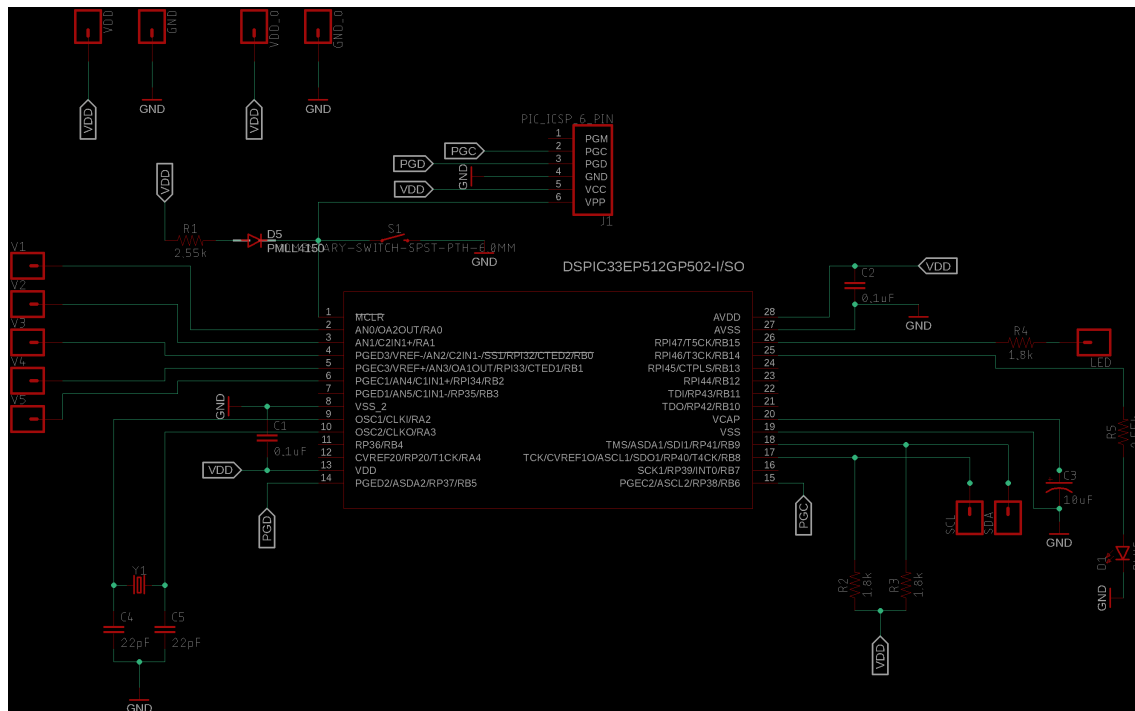 VDD
GND
VDD_O
GND_O
VDD
GND
VDD
GND
PIC_ICSP_6_PIN
1 PGM
PGC 2 PGC
PGD 3 PGD
GND 4 GND
VDD 5 VCC
6 VPP
J1
VDD
R1
2.55k
D5
PMLL4150
S1
ARY-SWITCH-SPST-PTH-6.0MM
GND
DSPIC33EP512GP502-I/SO
V1
V2
V3
V4
V5
1 MCLR
2 AN0/OA2OUT/RA0
3 AN1/C2IN1+/RA1
4 PGED3/VREF-/AN2/C2IN1-/SS1/RPI32/CTED2/RB0
5 PGEC3/VREF+/AN3/OA1OUT/RPI33/CTED1/RB1
6 PGEC1/AN4/C1IN1+/RPI34/RB2
7 PGED1/AN5/C1IN1-/RP35/RB3
8 VSS_2
9 OSC1/CLKI/RA2
10 OSC2/CLKO/RA3
11 RP36/RB4
12 CVREF20/RP20/T1CK/RA4
13 VDD
14 PGED2/ASDA2/RP37/RB5
AVDD 28
AVSS 27
RPI47/T5CK/RB15 26
RPI46/T3CK/RB14 25
RPI45/CTPLS/RB13 24
RPI44/RB12 23
TDI/RP43/RB11 22
TDO/RP42/RB10 21
VCAP 20
VSS 19
TMS/ASDA1/SDI1/RP41/RB9 18
TCK/CVREF1O/ASCL1/SDO1/RP40/T4CK/RB8 17
SCK1/RP39/INT0/RB7 16
PGEC2/ASCL2/RP38/RB6 15
GND
C1
0.1uF
VDD
PGD
Y1
C4
22pF
C5
22pF
GND
C2
0.1uF
VDD
GND
R4
1.8k
LED
R5
C3
10uF
GND
SCL
SDA
PGC
R2
1.8k
R3
1.8k
VDD
D1
GND